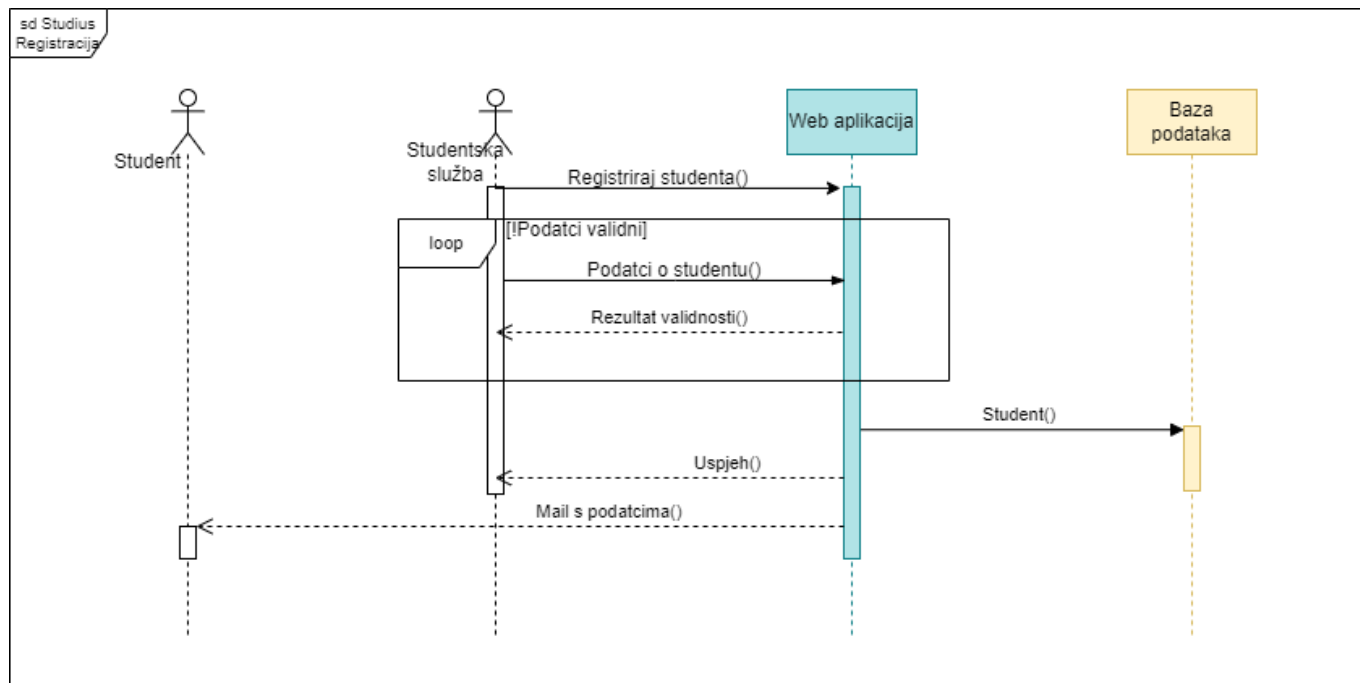 sd Studius
Registracija
Student
Studentska
služba
Web aplikacija
Baza
podataka
Registriraj studenta()
loop
[!Podatci validni]
Podatci o studentu()
Rezultat validnosti()
Student()
Uspjeh()
Mail s podatcima()